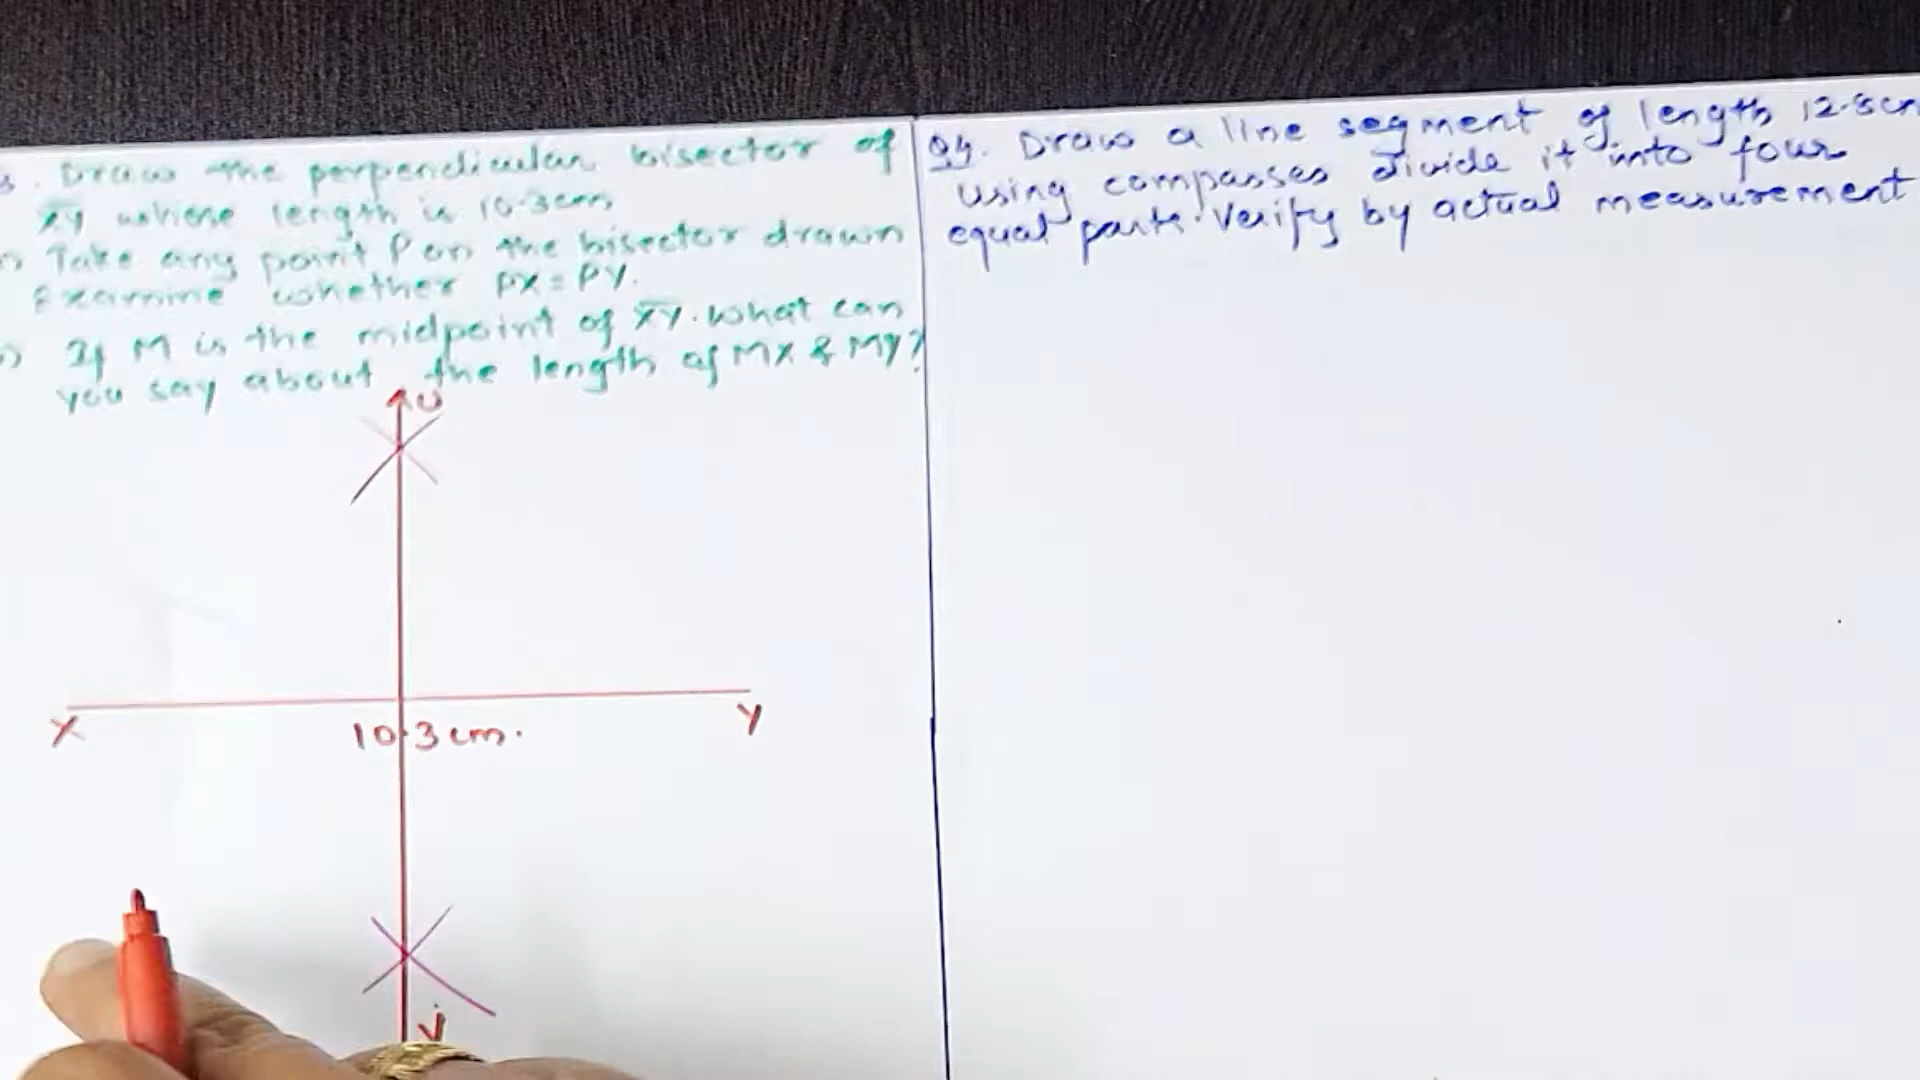 . Draw the perpendicular bisector of
XY whose length is 10.3cm
Take any point P on the bisector drawn
Examine whether PX = PY.
If M is the midpoint of XY. What can
you say about the length of MX & MY?
U
X
10.3 cm.
Y
V
Q4. Draw a line segment of length 12.8cm
Using compasses divide it into four
equal parts. Verify by actual measurement